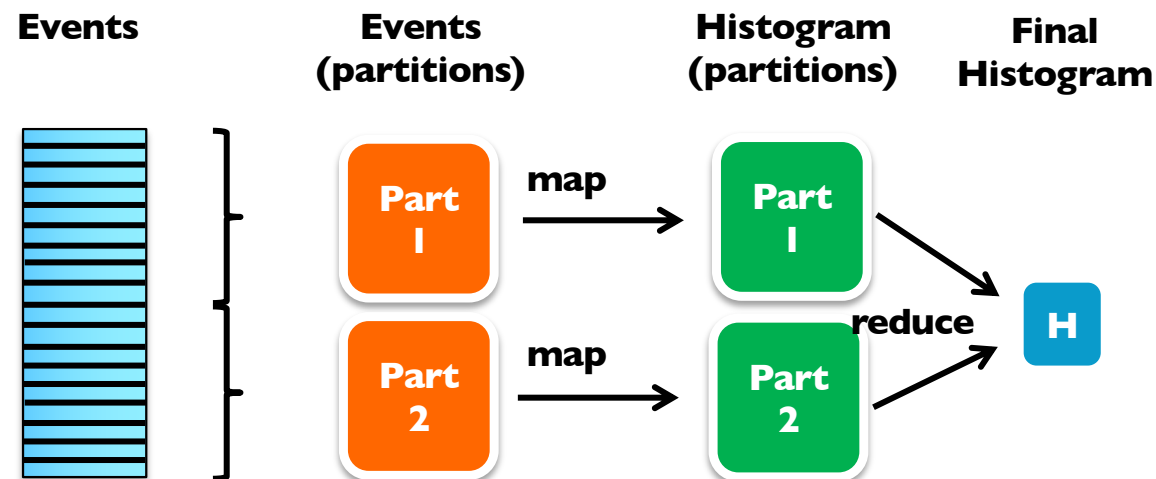 Events
Events
(partitions)
Histogram
(partitions)
Final
Histogram
Part
1
map
Part
1
reduce
H
Part
2
map
Part
2